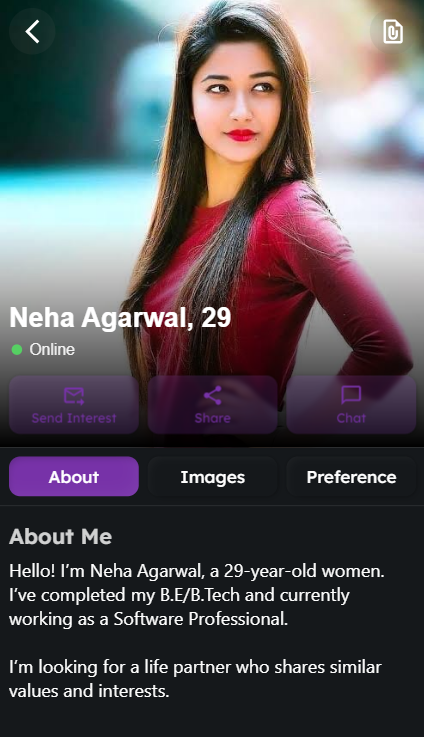 Neha Agarwal, 29
Online
Send Interest
Share
Chat
About
Images
Preference
About Me
Hello! I'm Neha Agarwal, a 29-year-old women.
I've completed my B.E/B.Tech and currently
working as a Software Professional.
I'm looking for a life partner who shares similar
values and interests.